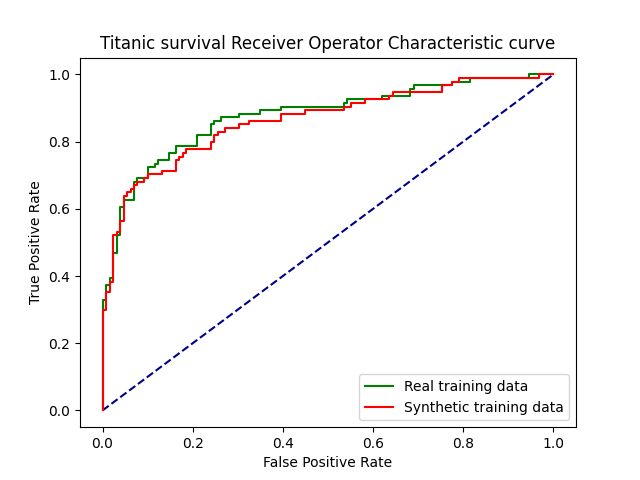 Titanic survival Receiver Operator Characteristic curve
1.0
0.8
0.6
0.4
0.2
0.0
True Positive Rate
Real training data
Synthetic training data
0.0 0.2 0.4 0.6 0.8 1.0
False Positive Rate